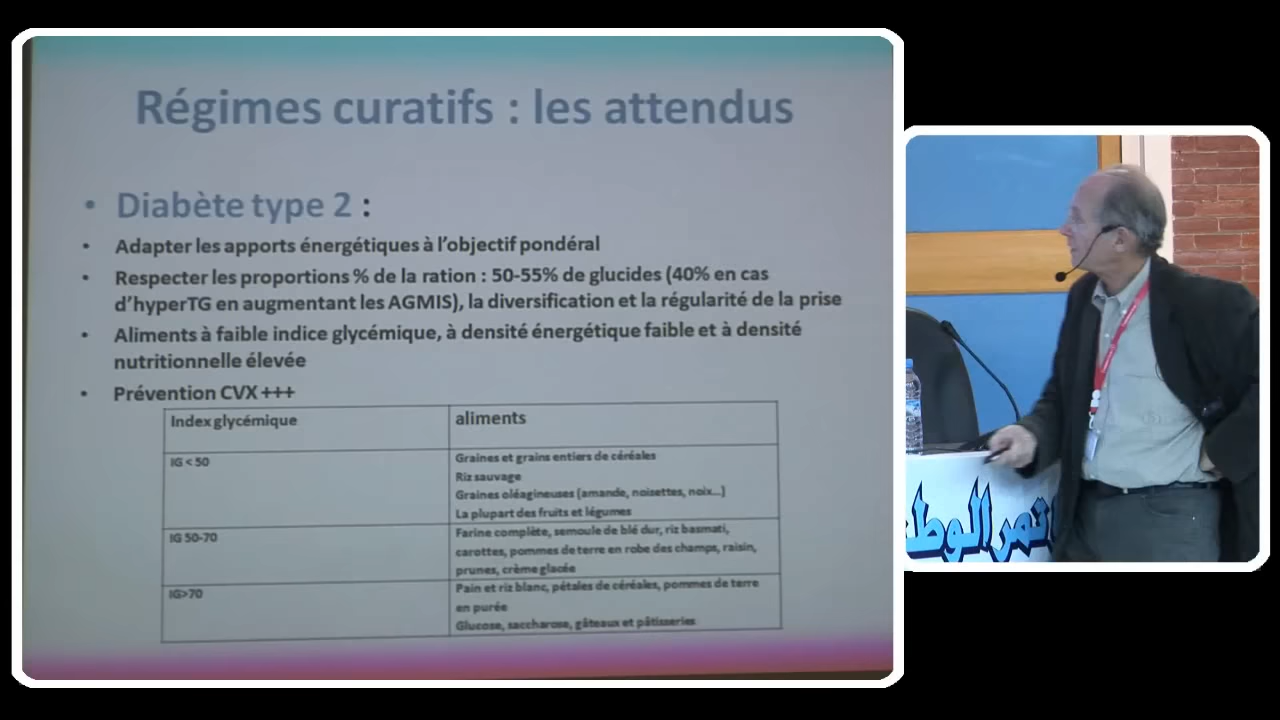 Régimes curatifs : les attendus
• Diabète type 2 :
• Adapter les apports énergétiques à l'objectif pondéral
• Respecter les proportions % de la ration : 50-55% de glucides (40% en cas
d'hyperTG en augmentant les AGMIS), la diversification et la régularité de la prise
• Aliments à faible indice glycémique, à densité énergétique faible et à densité
nutritionnelle élevée
• Prévention CVX +++
Index glycémique
aliments
IG < 50
Graines et grains entiers de céréales
Riz sauvage
Graines oléagineuses (amande, noisettes, noix...)
La plupart des fruits et légumes
IG 50-70
Farine complète, semoule de blé dur, riz basmati,
carottes, pommes de terre en robe des champs, raisin,
prunes, crème glacée
IG>70
Pain et riz blanc, pétales de céréales, pommes de terre
en purée
Glucose, saccharose, gâteaux et pâtisseries
تمر الوط